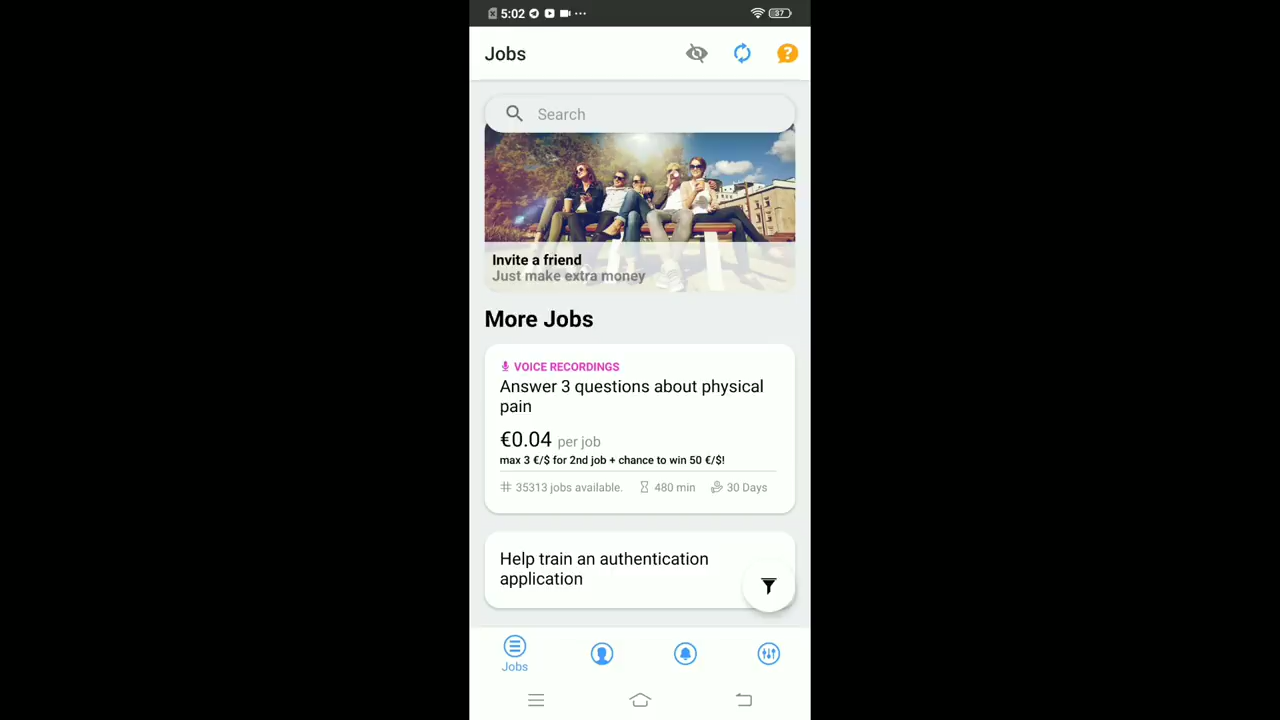 5:02
37
Jobs
Search
Invite a friend
Just make extra money
More Jobs
VOICE RECORDINGS
Answer 3 questions about physical
pain
€0.04 per job
max 3 €/$ for 2nd job + chance to win 50 €/$!
35313 jobs available. 480 min 30 Days
Help train an authentication
application
Jobs